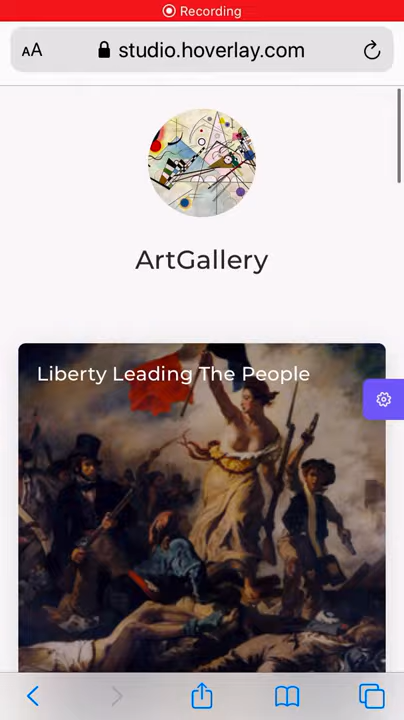 Recording
AA
studio.hoverlay.com
ArtGallery
Liberty Leading The People